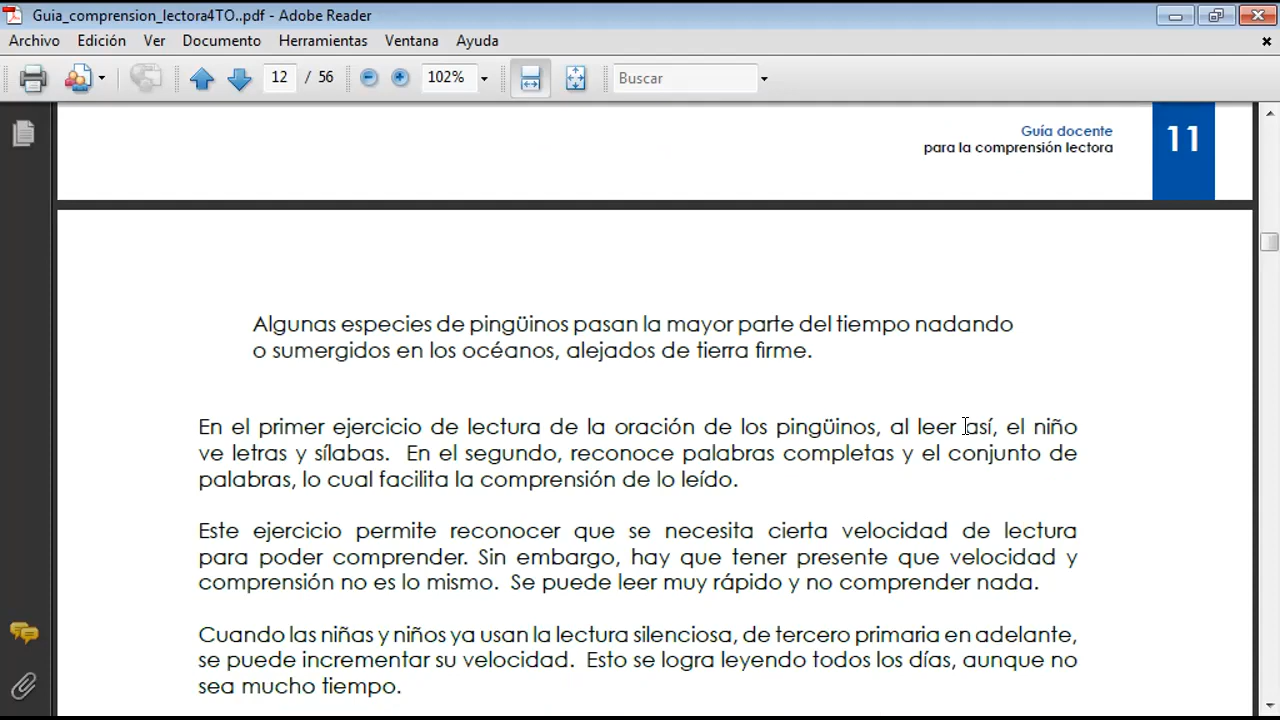 Guia_comprension_lectora4TO..pdf - Adobe Reader
Archivo Edición Ver Documento Herramientas Ventana Ayuda
12 / 56 102% Buscar
Guía docente
para la comprensión lectora
11
Algunas especies de pingüinos pasan la mayor parte del tiempo nadando
o sumergidos en los océanos, alejados de tierra firme.
En el primer ejercicio de lectura de la oración de los pingüinos, al leer así, el niño
ve letras y sílabas. En el segundo, reconoce palabras completas y el conjunto de
palabras, lo cual facilita la comprensión de lo leído.
Este ejercicio permite reconocer que se necesita cierta velocidad de lectura
para poder comprender. Sin embargo, hay que tener presente que velocidad y
comprensión no es lo mismo. Se puede leer muy rápido y no comprender nada.
Cuando las niñas y niños ya usan la lectura silenciosa, de tercero primaria en adelante,
se puede incrementar su velocidad. Esto se logra leyendo todos los días, aunque no
sea mucho tiempo.